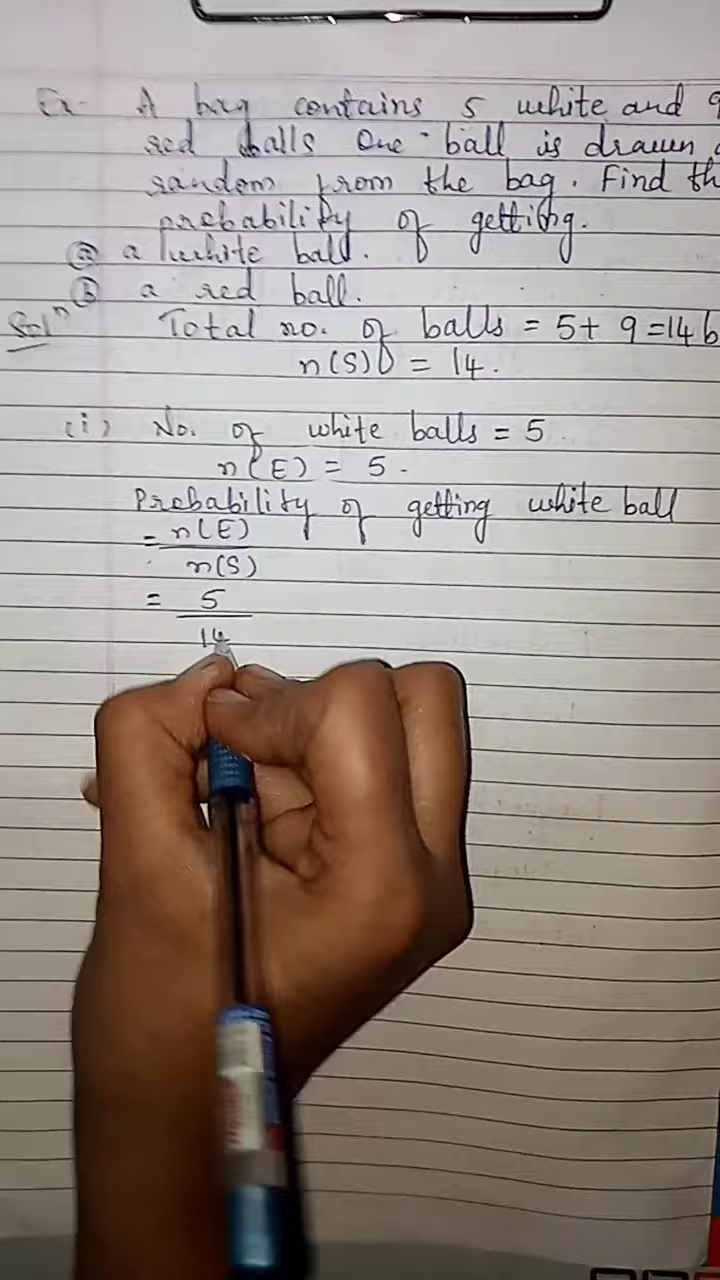 Ex- A bag contains 5 white and 9
red balls One ball is drawn
random from the bag. Find th
probability of getting.
(a) a white ball.
(b) a red ball.
Solⁿ Total no. of balls = 5+ 9 =14 b
n(S) = 14.
(i) No. of white balls = 5.
n(E) = 5.
Probability of getting white ball
= n(E)
n(S)
= 5
14